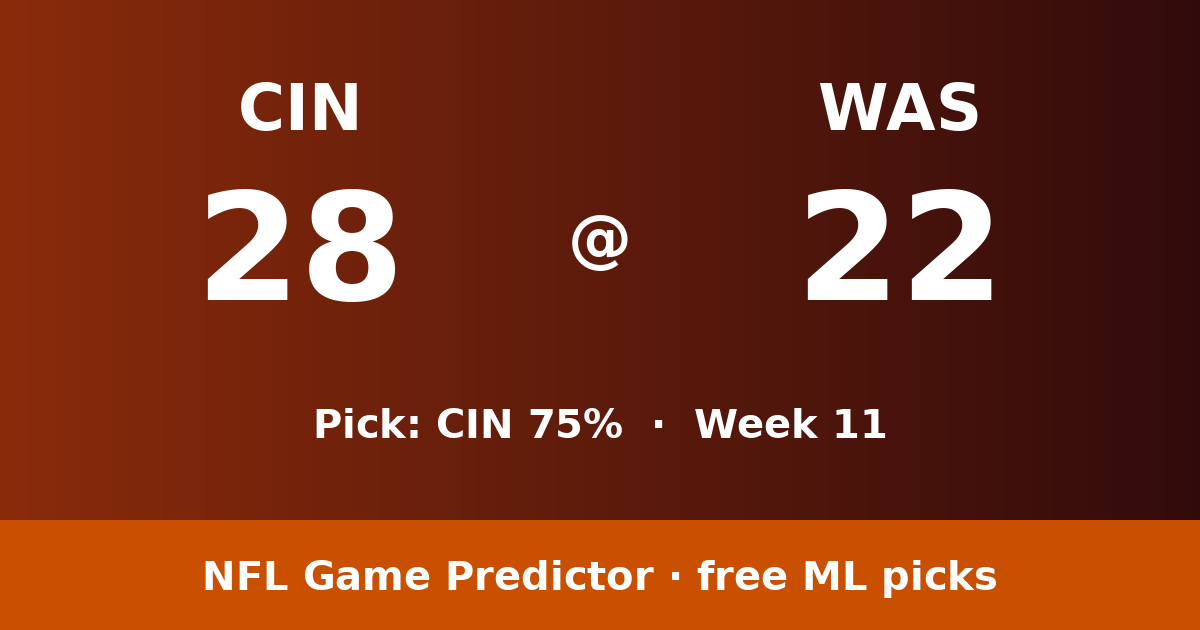 CIN
WAS
28
@
22
Pick: CIN 75% · Week 11
NFL Game Predictor · free ML picks